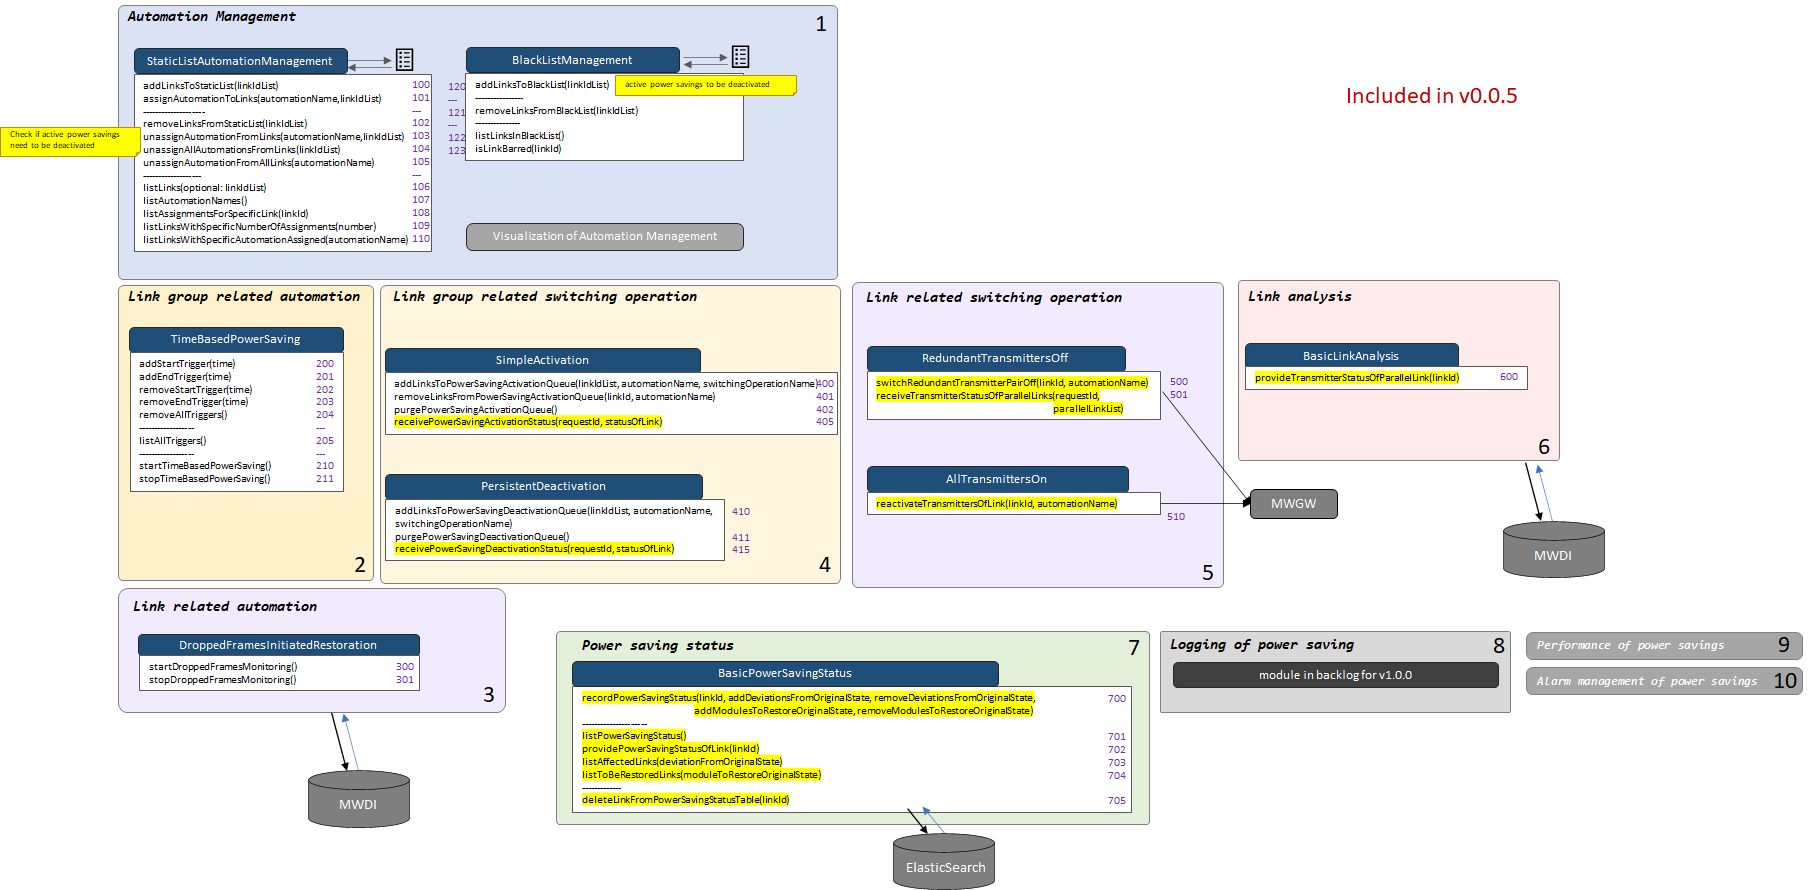 Automation Management
1
StaticListAutomationManagement
addLinksToStaticList(linkIdList) 100
assignAutomationToLinks(automationName,linkIdList) 101
--------------------- ---
removeLinksFromStaticList(linkIdList) 102
unassignAutomationFromLinks(automationName,linkIdList) 103
unassignAllAutomationsFromLinks(linkIdList) 104
unassignAutomationFromAllLinks(automationName) 105
-------------------- ---
listLinks(optional: linkIdList) 106
listAutomationNames() 107
listAssignmentsForSpecificLink(linkId) 108
listLinksWithSpecificNumberOfAssignments(number) 109
listLinksWithSpecificAutomationAssigned(automationName) 110
Check if active power savings
need to be deactivated
BlackListManagement
120 addLinksToBlackList(linkIdList)
active power savings to be deactivated
--- ----------------
121 removeLinksFromBlackList(linkIdList)
--- ---------------
122 listLinksInBlackList()
123 isLinkBarred(linkId)
Visualization of Automation Management
Included in v0.0.5
Link group related automation
TimeBasedPowerSaving
addStartTrigger(time) 200
addEndTrigger(time) 201
removeStartTrigger(time) 202
removeEndTrigger(time) 203
removeAllTriggers() 204
------------------- ---
listAllTriggers() 205
------------------- ---
startTimeBasedPowerSaving() 210
stopTimeBasedPowerSaving() 211
2
Link group related switching operation
SimpleActivation
addLinksToPowerSavingActivationQueue(linkIdList, automationName, switchingOperationName) 400
removeLinksFromPowerSavingActivationQueue(linkId, automationName) 401
purgePowerSavingActivationQueue() 402
receivePowerSavingActivationStatus(requestId, statusOfLink) 405
PersistentDeactivation
addLinksToPowerSavingDeactivationQueue(linkIdList, automationName, 410
switchingOperationName)
purgePowerSavingDeactivationQueue() 411
receivePowerSavingDeactivationStatus(requestId, statusOfLink) 415
4
Link related switching operation
RedundantTransmittersOff
switchRedundantTransmitterPairOff(linkId, automationName) 500
receiveTransmitterStatusOfParallelLinks(requestId, 501
parallelLinkList)
AllTransmittersOn
reactivateTransmittersOfLink(linkId, automationName)
510
5
MWGW
Link analysis
BasicLinkAnalysis
provideTransmitterStatusOfParallelLink(linkId) 600
6
MWDI
Link related automation
DroppedFramesInitiatedRestoration
startDroppedFramesMonitoring() 300
stopDroppedFramesMonitoring() 301
3
MWDI
Power saving status
7
BasicPowerSavingStatus
recordPowerSavingStatus(linkId, addDeviationsFromOriginalState, removeDeviationsFromOriginalState, 700
addModulesToRestoreOriginalState, removeModulesToRestoreOriginalState)
---------------------
listPowerSavingStatus() 701
providePowerSavingStatusOfLink(linkId) 702
listAffectedLinks(deviationFromOriginalState) 703
listToBeRestoredLinks(moduleToRestoreOriginalState) 704
-------------
deleteLinkFromPowerSavingStatusTable(linkId) 705
ElasticSearch
Logging of power saving
8
module in backlog for v1.0.0
Performance of power savings 9
Alarm management of power savings 10